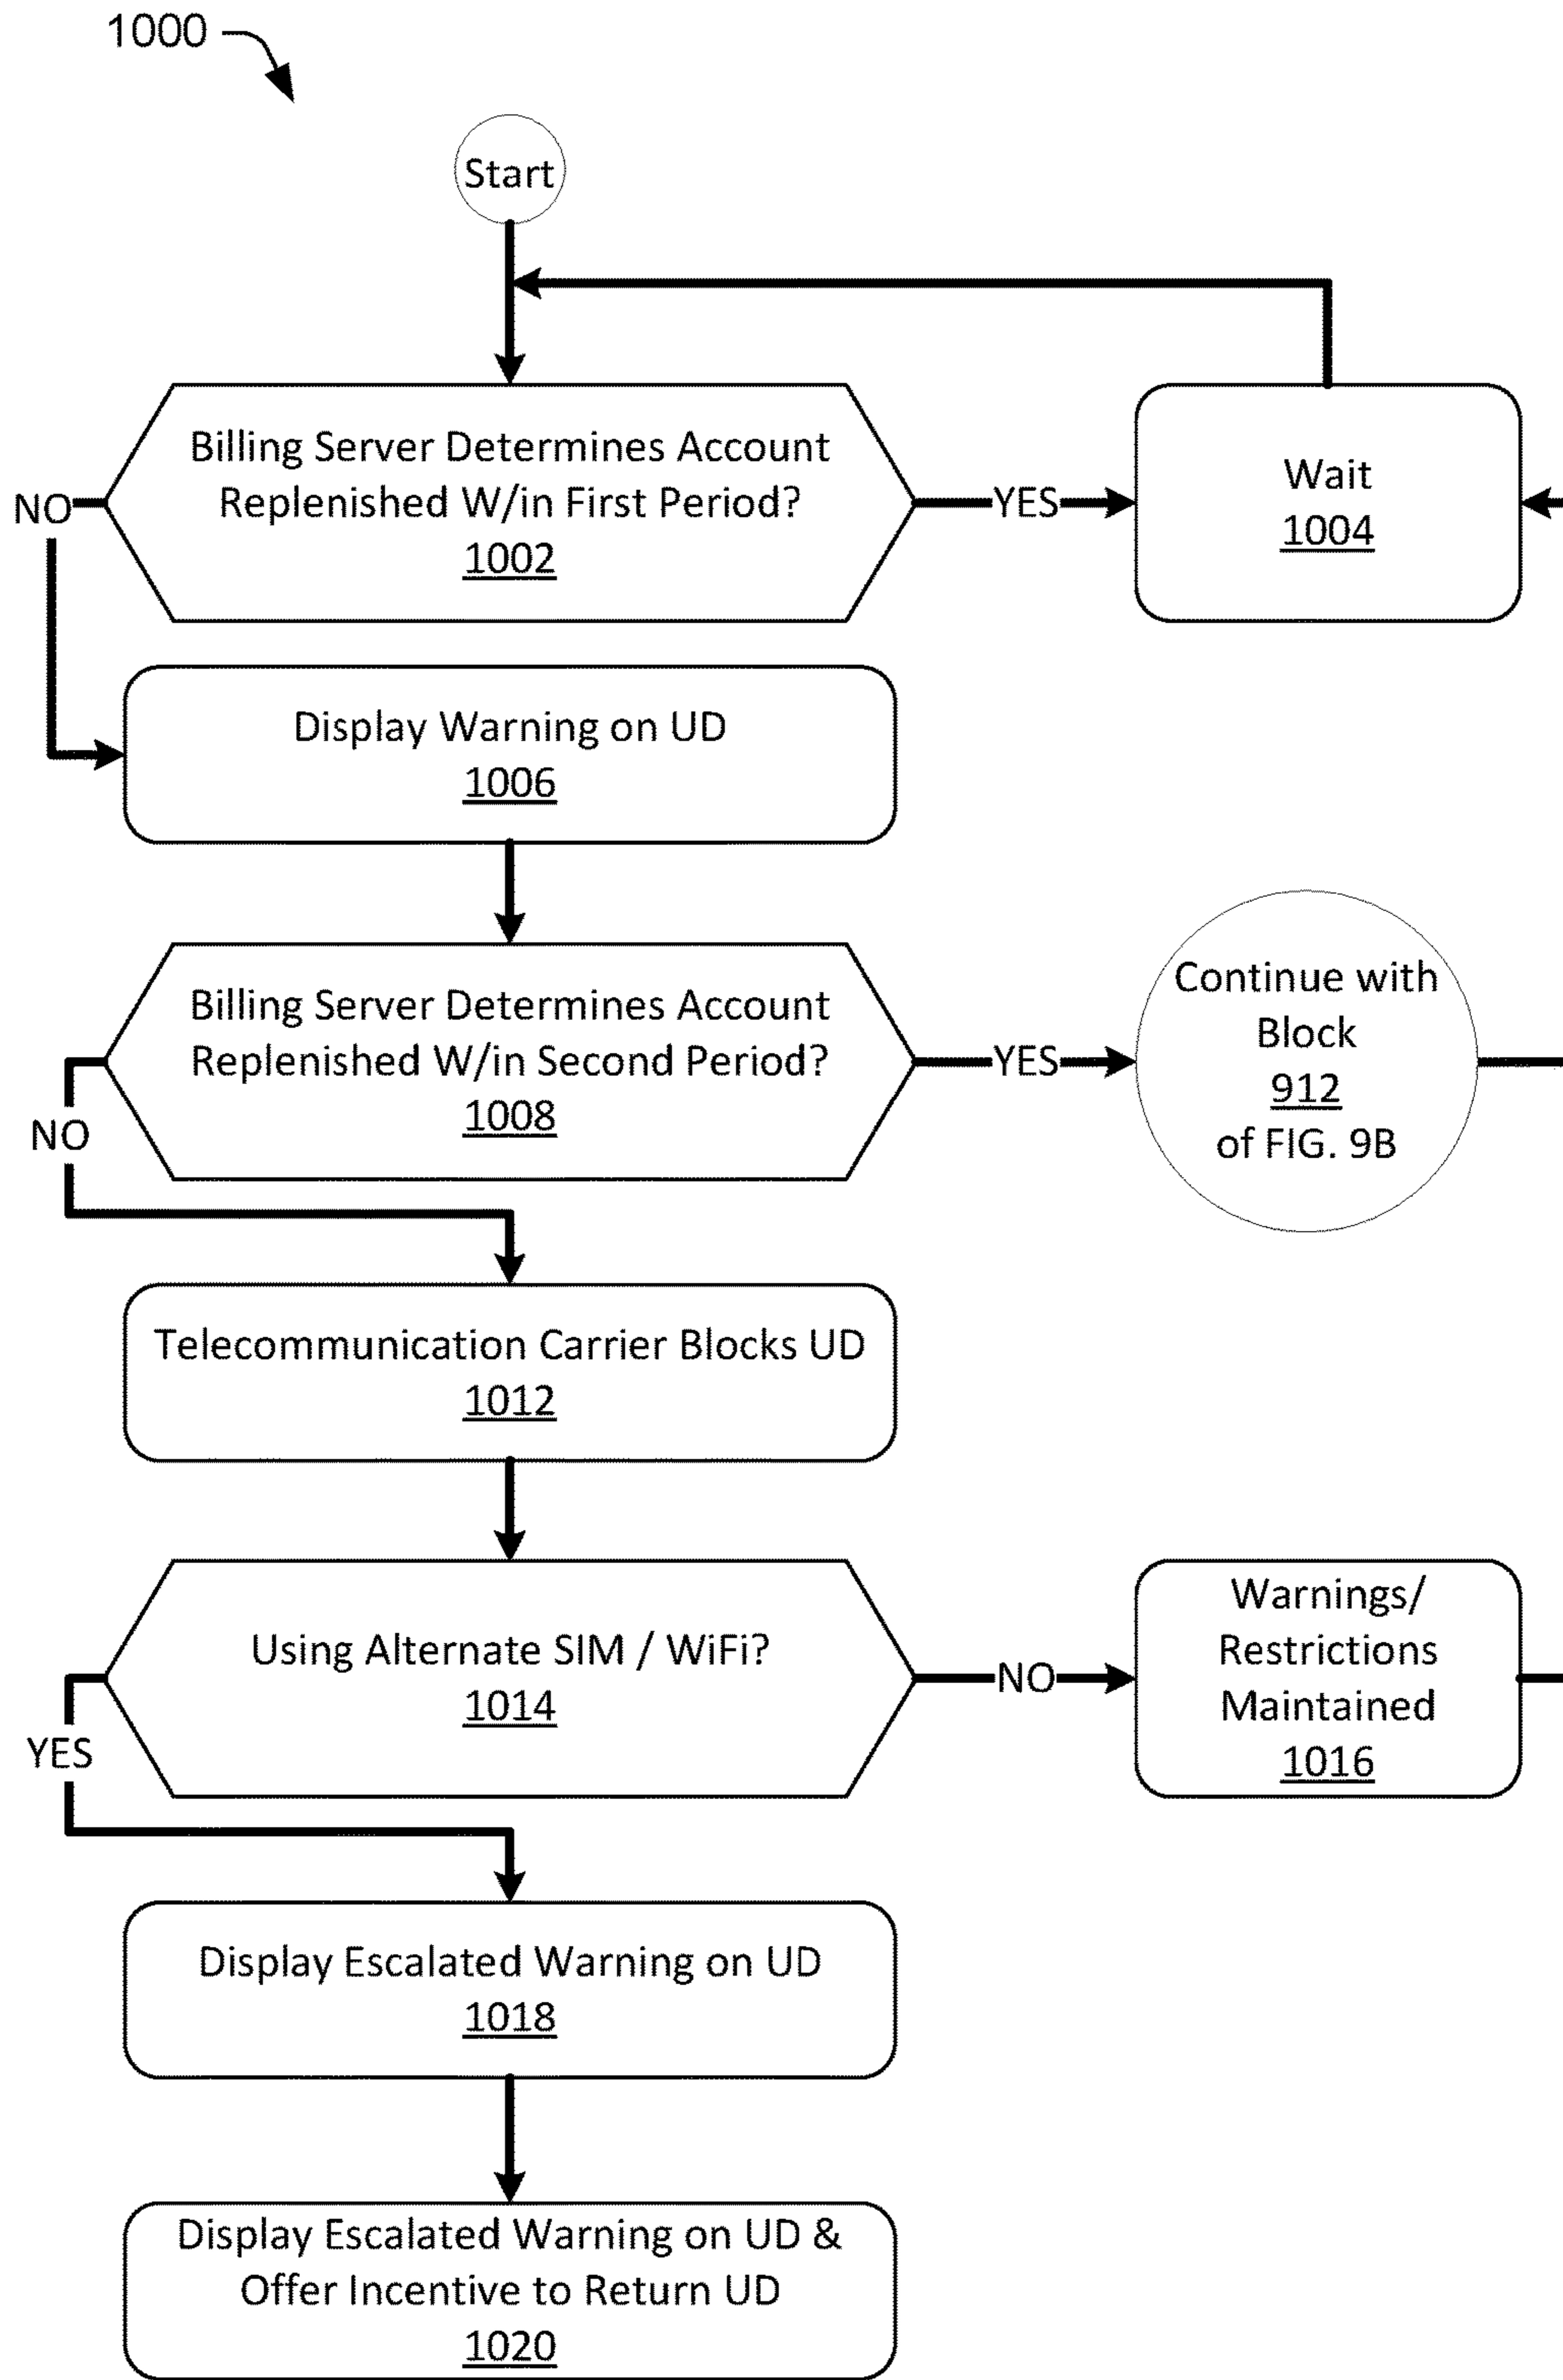 1000
Start
Billing Server Determines Account
Replenished W/in First Period?
1002
NO
YES
Wait
1004
Display Warning on UD
1006
Billing Server Determines Account
Replenished W/in Second Period?
1008
NO
YES
Continue with
Block
912
of FIG. 9B
Telecommunication Carrier Blocks UD
1012
Using Alternate SIM / WiFi?
1014
YES
NO
Warnings/
Restrictions
Maintained
1016
Display Escalated Warning on UD
1018
Display Escalated Warning on UD &
Offer Incentive to Return UD
1020